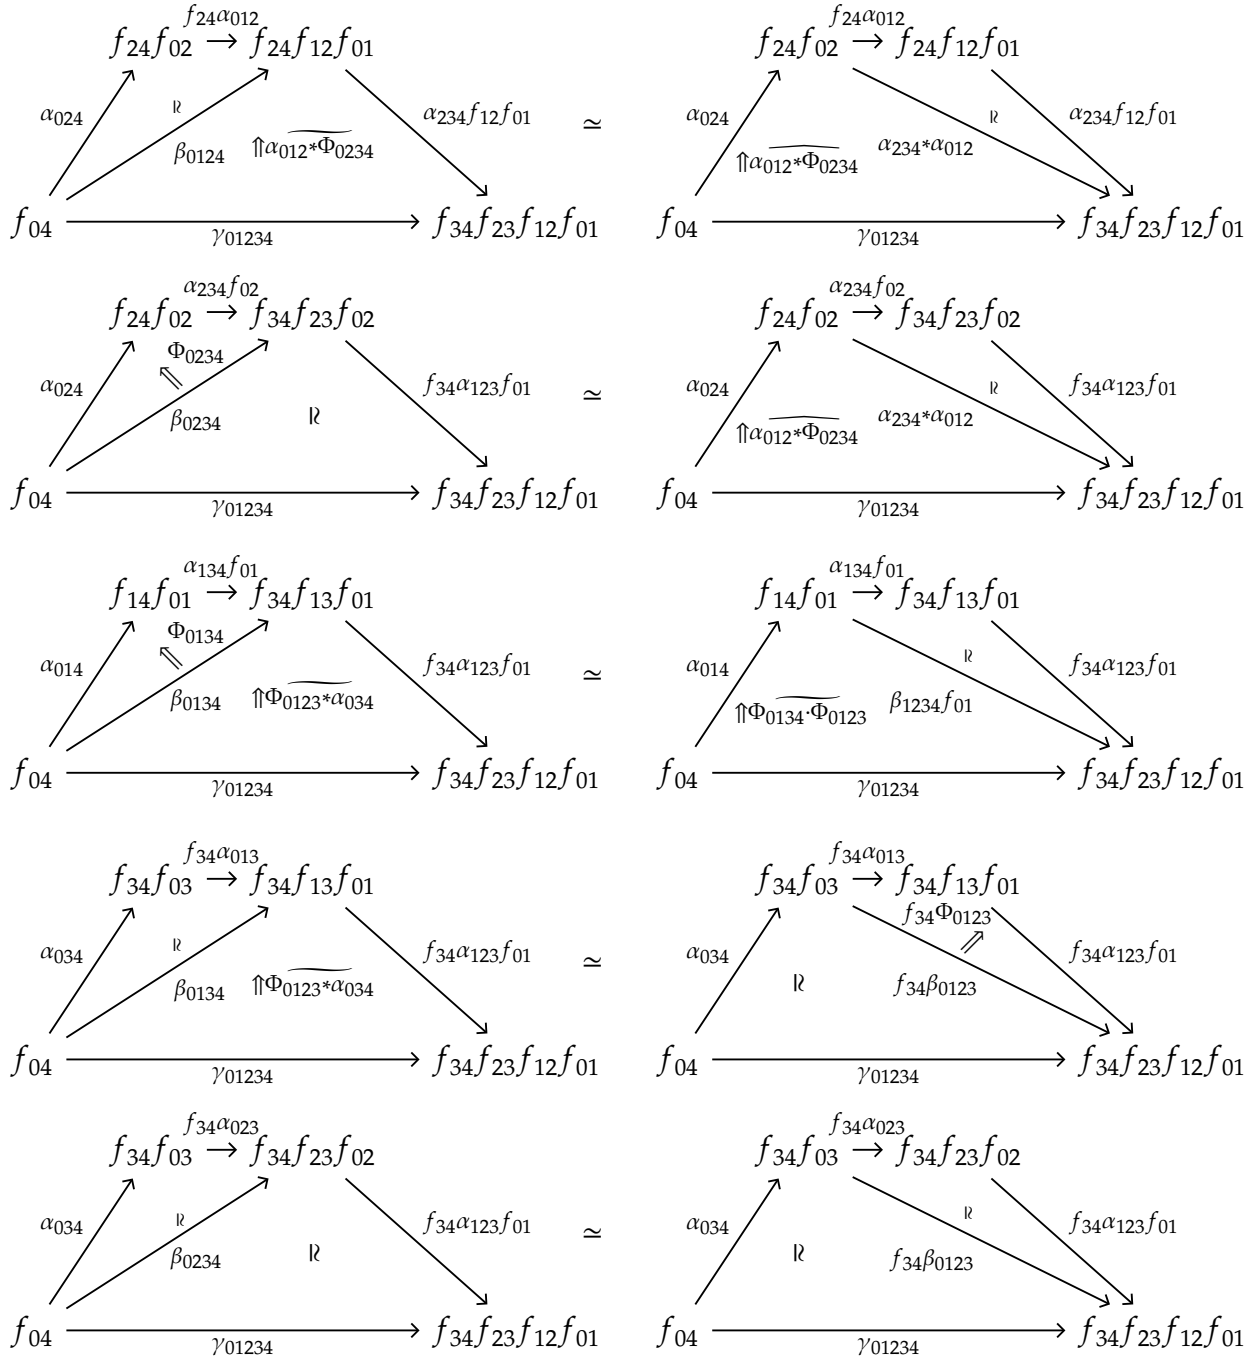 f₂₄α₀₁₂ f₂₄α₀₁₂
f₂₄f₀₂ → f₂₄f₁₂f₀₁ f₂₄f₀₂ → f₂₄f₁₂f₀₁
α₀₂₄ ≀≀ α₂₃₄f₁₂f₀₁ ≃ α₀₂₄ ≀≀ α₂₃₄f₁₂f₀₁
β₀₁₂₄ ⇑α₀₁₂*Φ₀₂₃₄ ⇑α₀₁₂*Φ₀₂₃₄ α₂₃₄*α₀₁₂
f₀₄ → f₃₄f₂₃f₁₂f₀₁ f₀₄ → f₃₄f₂₃f₁₂f₀₁
γ₀₁₂₃₄ γ₀₁₂₃₄
α₂₃₄f₀₂ α₂₃₄f₀₂
f₂₄f₀₂ → f₃₄f₂₃f₀₂ f₂₄f₀₂ → f₃₄f₂₃f₀₂
Φ₀₂₃₄
α₀₂₄ f₃₄α₁₂₃f₀₁ ≃ α₀₂₄ ≀≀ f₃₄α₁₂₃f₀₁
β₀₂₃₄ ≀≀ ⇑α₀₁₂*Φ₀₂₃₄ α₂₃₄*α₀₁₂
f₀₄ → f₃₄f₂₃f₁₂f₀₁ f₀₄ → f₃₄f₂₃f₁₂f₀₁
γ₀₁₂₃₄ γ₀₁₂₃₄
α₁₃₄f₀₁ α₁₃₄f₀₁
f₁₄f₀₁ → f₃₄f₁₃f₀₁ f₁₄f₀₁ → f₃₄f₁₃f₀₁
Φ₀₁₃₄
α₀₁₄ f₃₄α₁₂₃f₀₁ ≃ α₀₁₄ ≀≀ f₃₄α₁₂₃f₀₁
β₀₁₃₄ ⇑Φ₀₁₂₃*α₀₃₄ ⇑Φ₀₁₃₄·Φ₀₁₂₃ β₁₂₃₄f₀₁
f₀₄ → f₃₄f₂₃f₁₂f₀₁ f₀₄ → f₃₄f₂₃f₁₂f₀₁
γ₀₁₂₃₄ γ₀₁₂₃₄
f₃₄α₀₁₃ f₃₄α₀₁₃
f₃₄f₀₃ → f₃₄f₁₃f₀₁ f₃₄f₀₃ → f₃₄f₁₃f₀₁
f₃₄Φ₀₁₂₃
α₀₃₄ ≀≀ f₃₄α₁₂₃f₀₁ ≃ α₀₃₄ f₃₄α₁₂₃f₀₁
β₀₁₃₄ ⇑Φ₀₁₂₃*α₀₃₄ ≀≀ f₃₄β₀₁₂₃
f₀₄ → f₃₄f₂₃f₁₂f₀₁ f₀₄ → f₃₄f₂₃f₁₂f₀₁
γ₀₁₂₃₄ γ₀₁₂₃₄
f₃₄α₀₂₃ f₃₄α₀₂₃
f₃₄f₀₃ → f₃₄f₂₃f₀₂ f₃₄f₀₃ → f₃₄f₂₃f₀₂
α₀₃₄ ≀≀ f₃₄α₁₂₃f₀₁ ≃ α₀₃₄ ≀≀ f₃₄α₁₂₃f₀₁
β₀₂₃₄ ≀≀ ≀≀ f₃₄β₀₁₂₃
f₀₄ → f₃₄f₂₃f₁₂f₀₁ f₀₄ → f₃₄f₂₃f₁₂f₀₁
γ₀₁₂₃₄ γ₀₁₂₃₄